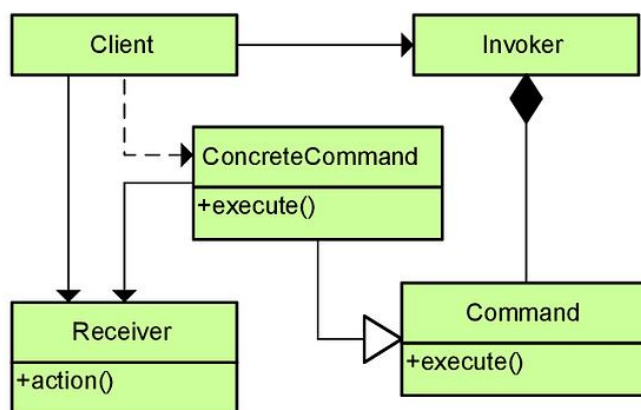 Client
Invoker
ConcreteCommand
+execute()
Receiver
+action()
Command
+execute()